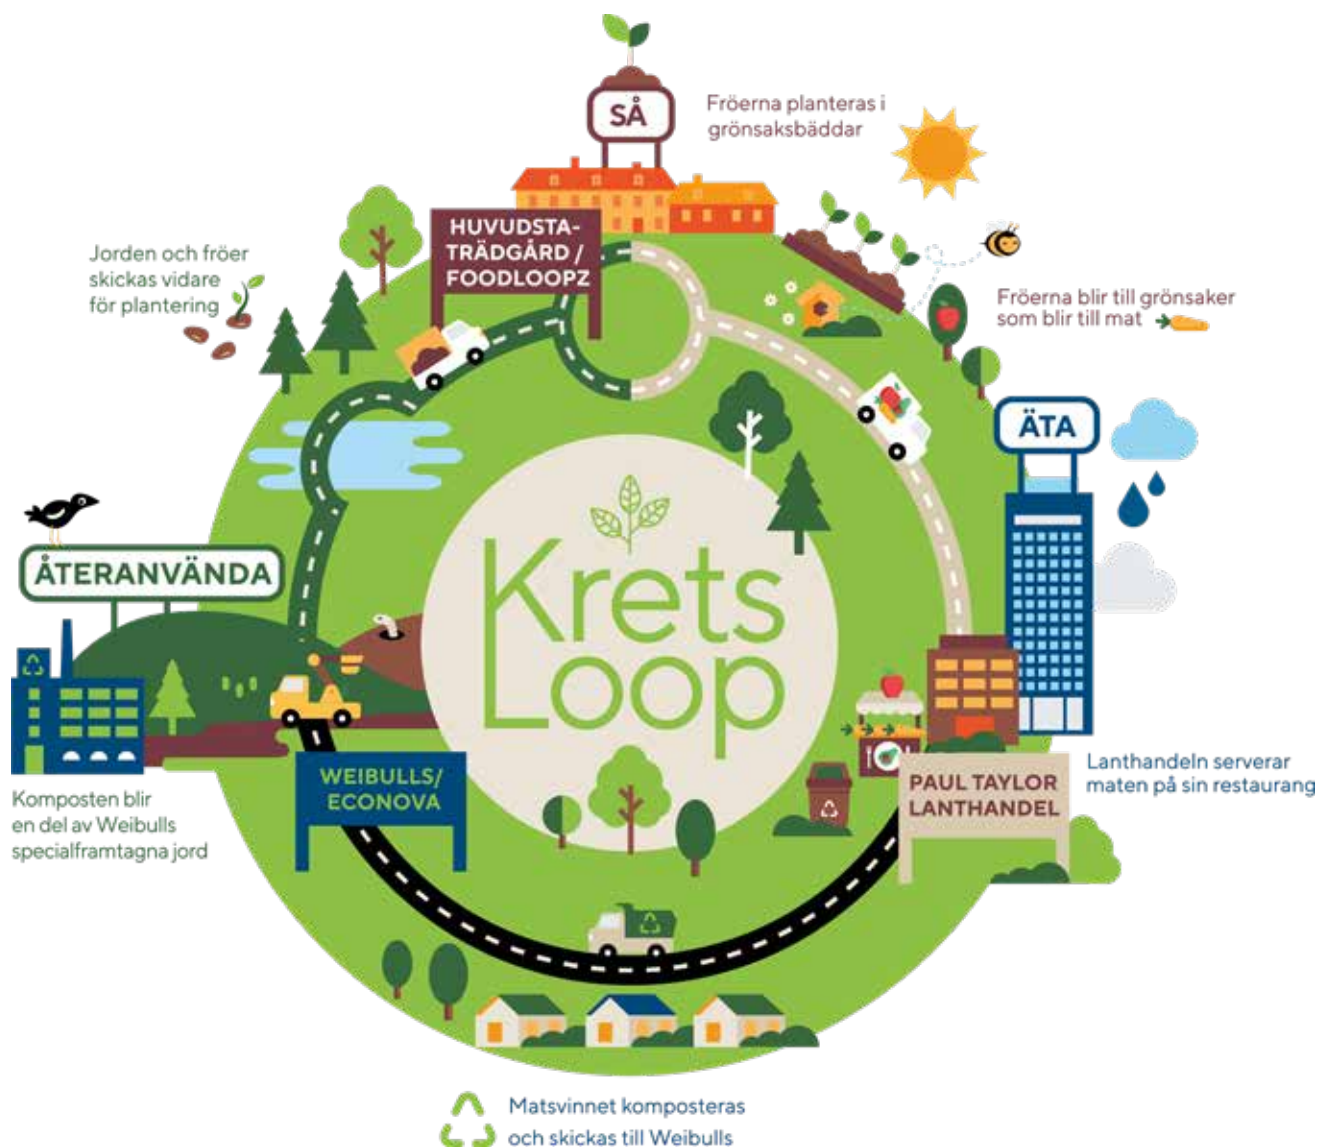 SÅ
Fröerna planteras i
grönsaksbäddar
HUVUDSTA-
TRÄDGÅRD /
FOODLOOPZ
Jorden och fröer
skickas vidare
för plantering
Fröerna blir till grönsaker
som blir till mat
ÄTA
ÅTERANVÄNDA
Krets
Loop
WEIBULLS/
ECONOVA
PAUL TAYLOR
LANTHANDEL
Lanthandeln serverar
maten på sin restaurang
Komposten blir
en del av Weibulls
specialframtagna jord
Matsvinnet komposteras
och skickas till Weibulls